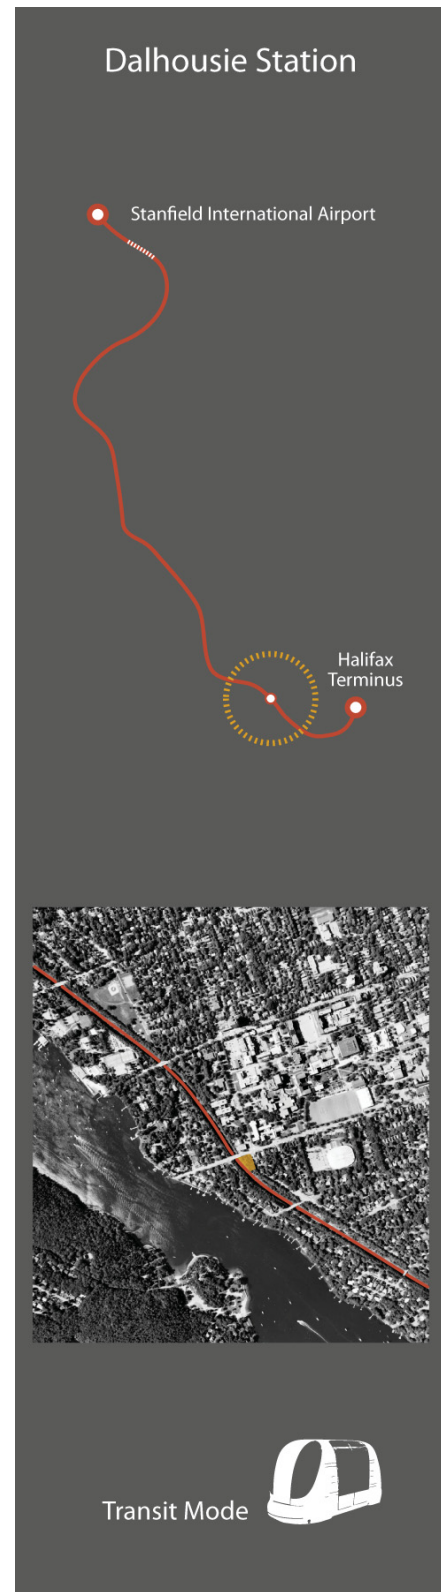 Dalhousie Station
Stanfield International Airport
Halifax
Terminus
Transit Mode